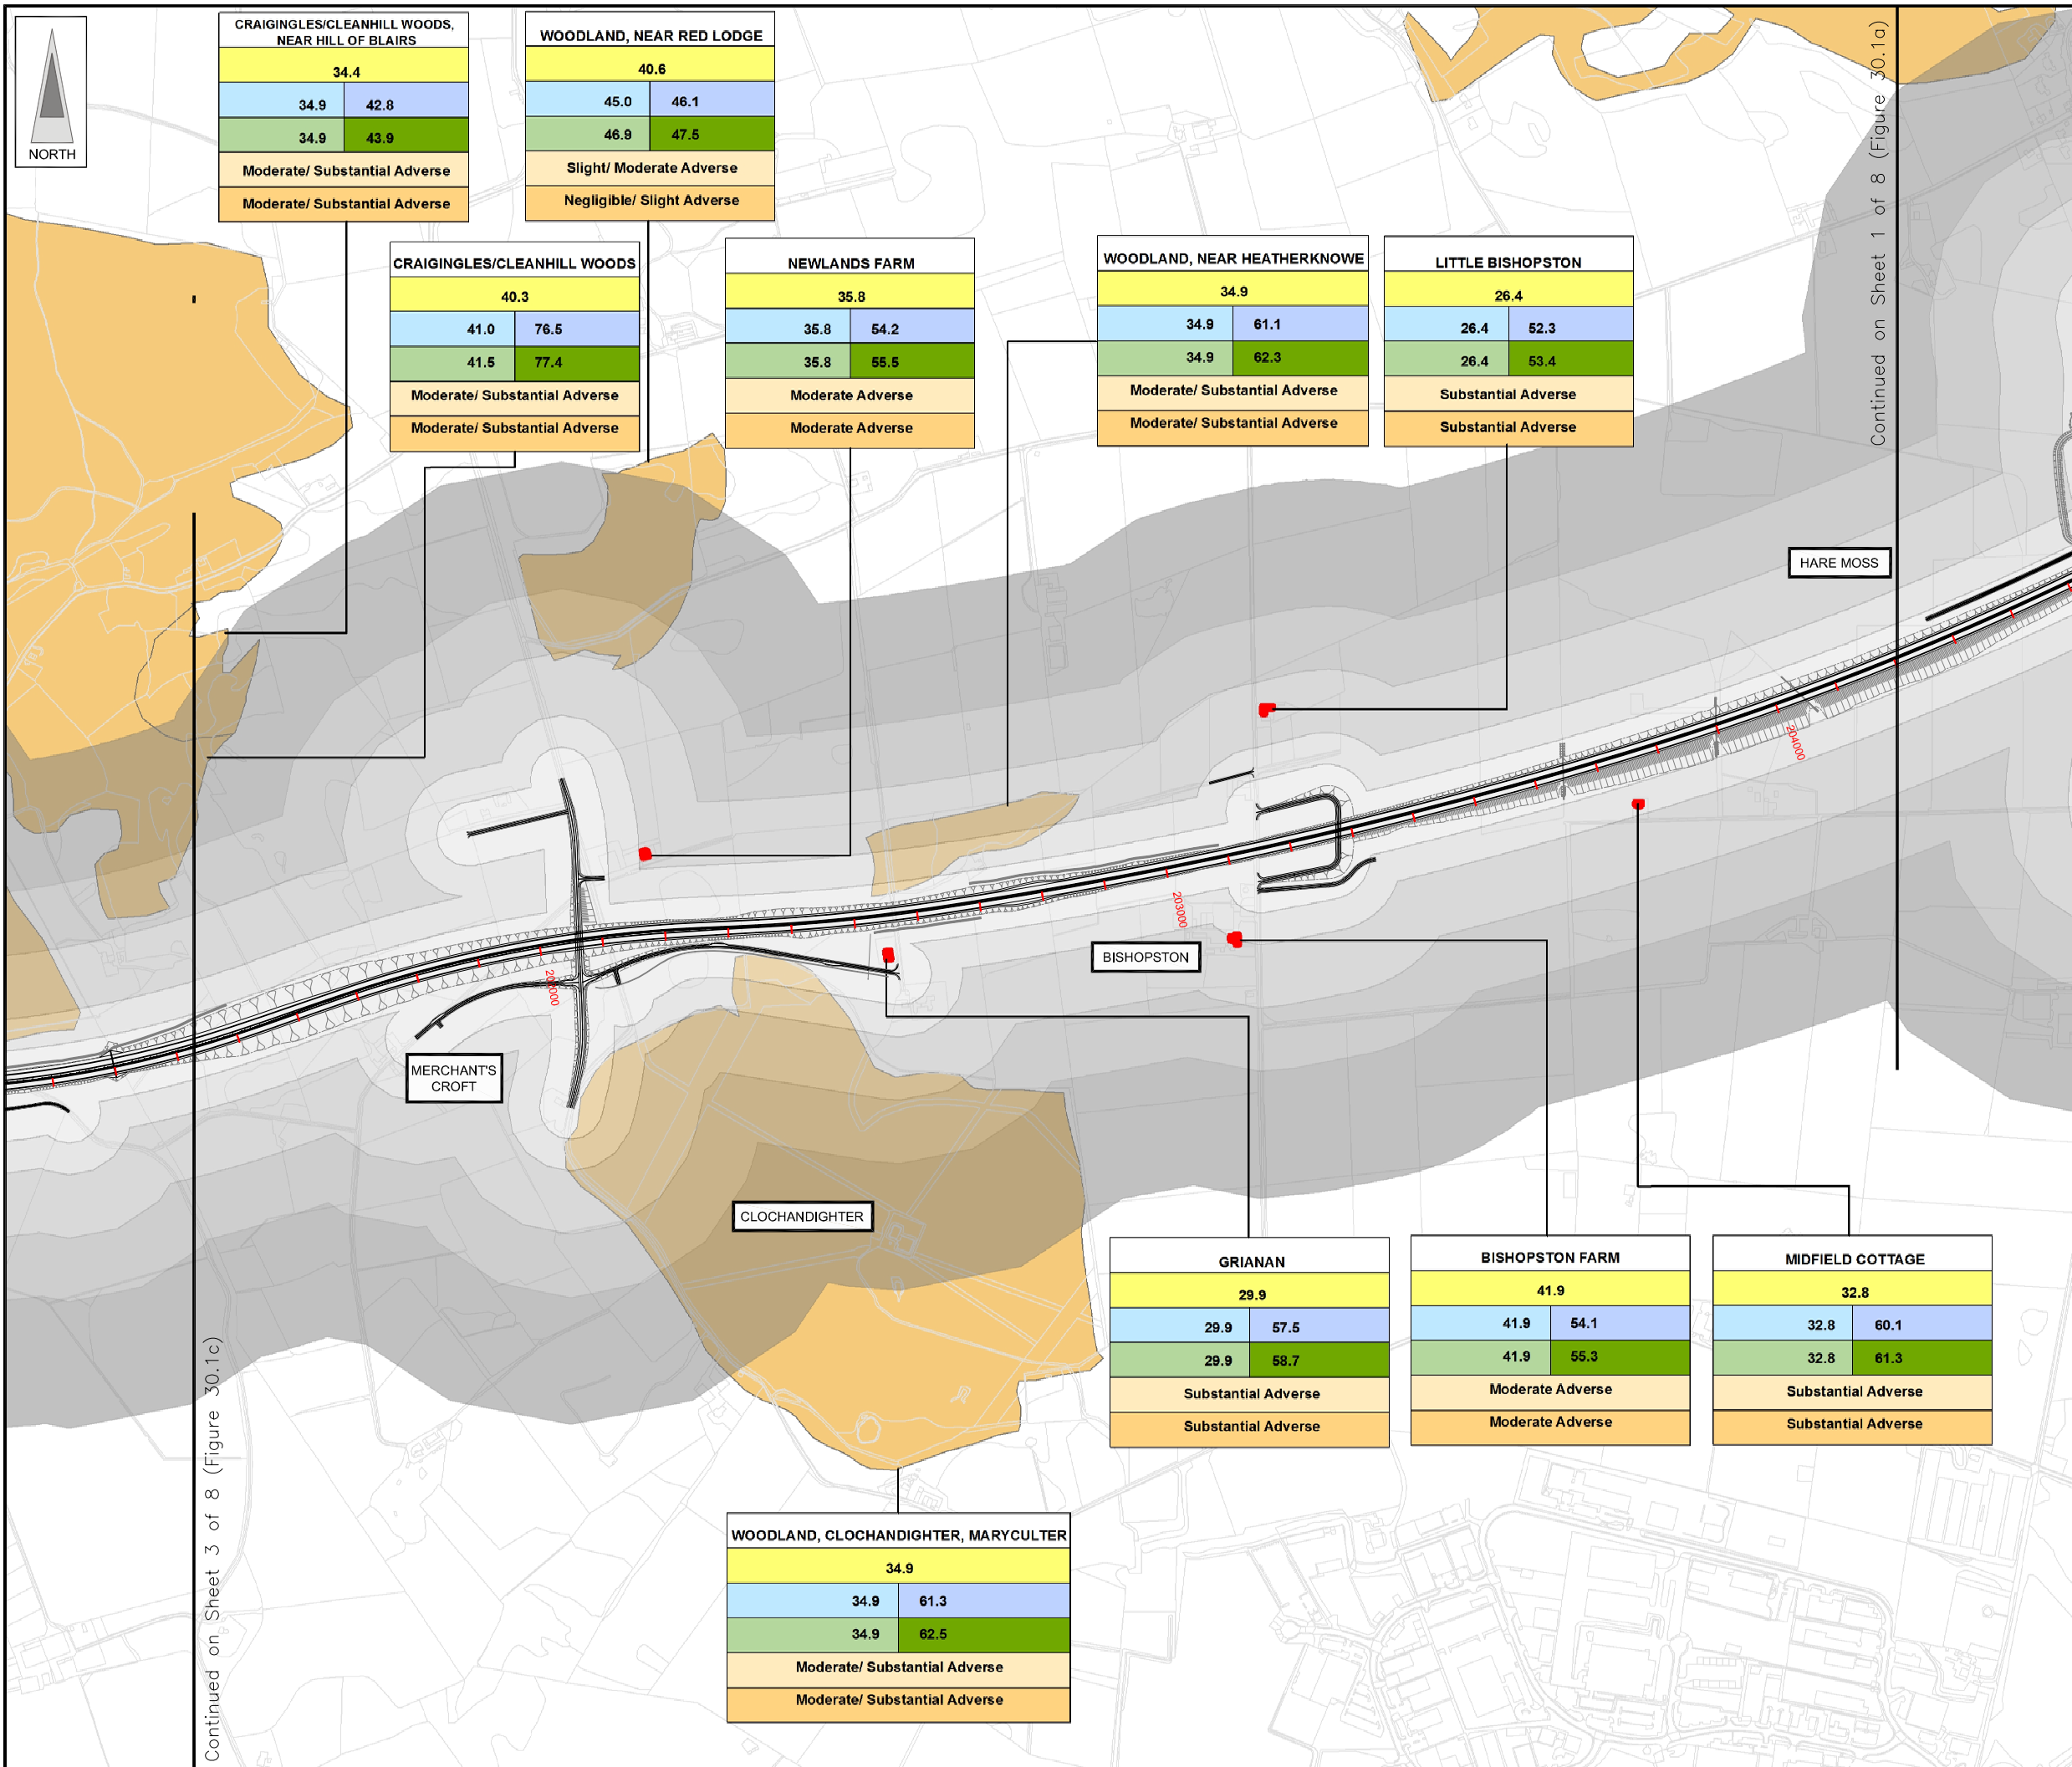 NORTH
CRAIGINGLES/CLEANHILL WOODS,
NEAR HILL OF BLAIRS
34.4
34.9 42.8
34.9 43.9
Moderate/ Substantial Adverse
Moderate/ Substantial Adverse
WOODLAND, NEAR RED LODGE
40.6
45.0 46.1
46.9 47.5
Slight/ Moderate Adverse
Negligible/ Slight Adverse
CRAIGINGLES/CLEANHILL WOODS
40.3
41.0 76.5
41.5 77.4
Moderate/ Substantial Adverse
Moderate/ Substantial Adverse
NEWLANDS FARM
35.8
35.8 54.2
35.8 55.5
Moderate Adverse
Moderate Adverse
WOODLAND, NEAR HEATHERKNOWE
34.9
34.9 61.1
34.9 62.3
Moderate/ Substantial Adverse
Moderate/ Substantial Adverse
LITTLE BISHOPSTON
26.4
26.4 52.3
26.4 53.4
Substantial Adverse
Substantial Adverse
Continued on Sheet 1 of 8 (Figure 30.1a)
HARE MOSS
204000
203000
BISHOPSTON
202000
MERCHANT'S
CROFT
CLOCHANDIGHTER
GRIANAN
29.9
29.9 57.5
29.9 58.7
Substantial Adverse
Substantial Adverse
BISHOPSTON FARM
41.9
41.9 54.1
41.9 55.3
Moderate Adverse
Moderate Adverse
MIDFIELD COTTAGE
32.8
32.8 60.1
32.8 61.3
Substantial Adverse
Substantial Adverse
Continued on Sheet 3 of 8 (Figure 30.1c)
WOODLAND, CLOCHANDIGHTER, MARYCULTER
34.9
34.9 61.3
34.9 62.5
Moderate/ Substantial Adverse
Moderate/ Substantial Adverse